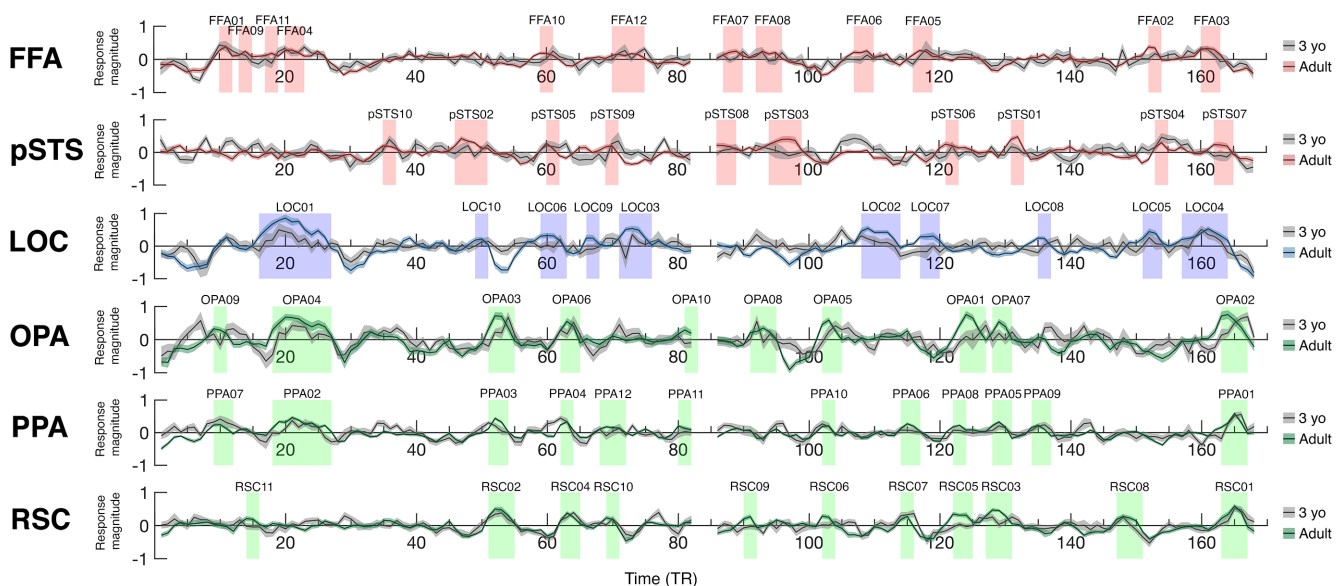 FFA01 FFA11 FFA10 FFA12 FFA07 FFA08 FFA06 FFA05 FFA02 FFA03
FFA09 FFA04
FFA
Response
magnitude
1
0
-1
20 40 60 80 100 120 140 160
3 yo
Adult
pSTS10 pSTS02 pSTS05 pSTS09 pSTS08 pSTS03 pSTS06 pSTS01 pSTS04 pSTS07
pSTS
Response
magnitude
1
0
-1
20 40 60 80 100 120 140 160
3 yo
Adult
LOC01 LOC10 LOC06 LOC09 LOC03 LOC02 LOC07 LOC08 LOC05 LOC04
LOC
Response
magnitude
1
0
-1
20 40 60 80 100 120 140 160
3 yo
Adult
OPA09 OPA04 OPA03 OPA06 OPA10 OPA08 OPA05 OPA01 OPA07 OPA02
OPA
Response
magnitude
1
0
-1
20 40 60 80 100 120 140 160
3 yo
Adult
PPA07 PPA02 PPA03 PPA04 PPA12 PPA11 PPA10 PPA06 PPA08 PPA05 PPA09 PPA01
PPA
Response
magnitude
1
0
-1
20 40 60 80 100 120 140 160
3 yo
Adult
RSC11 RSC02 RSC04 RSC10 RSC09 RSC06 RSC07 RSC05 RSC03 RSC08 RSC01
RSC
Response
magnitude
1
0
-1
20 40 60 80 100 120 140 160
3 yo
Adult
Time (TR)